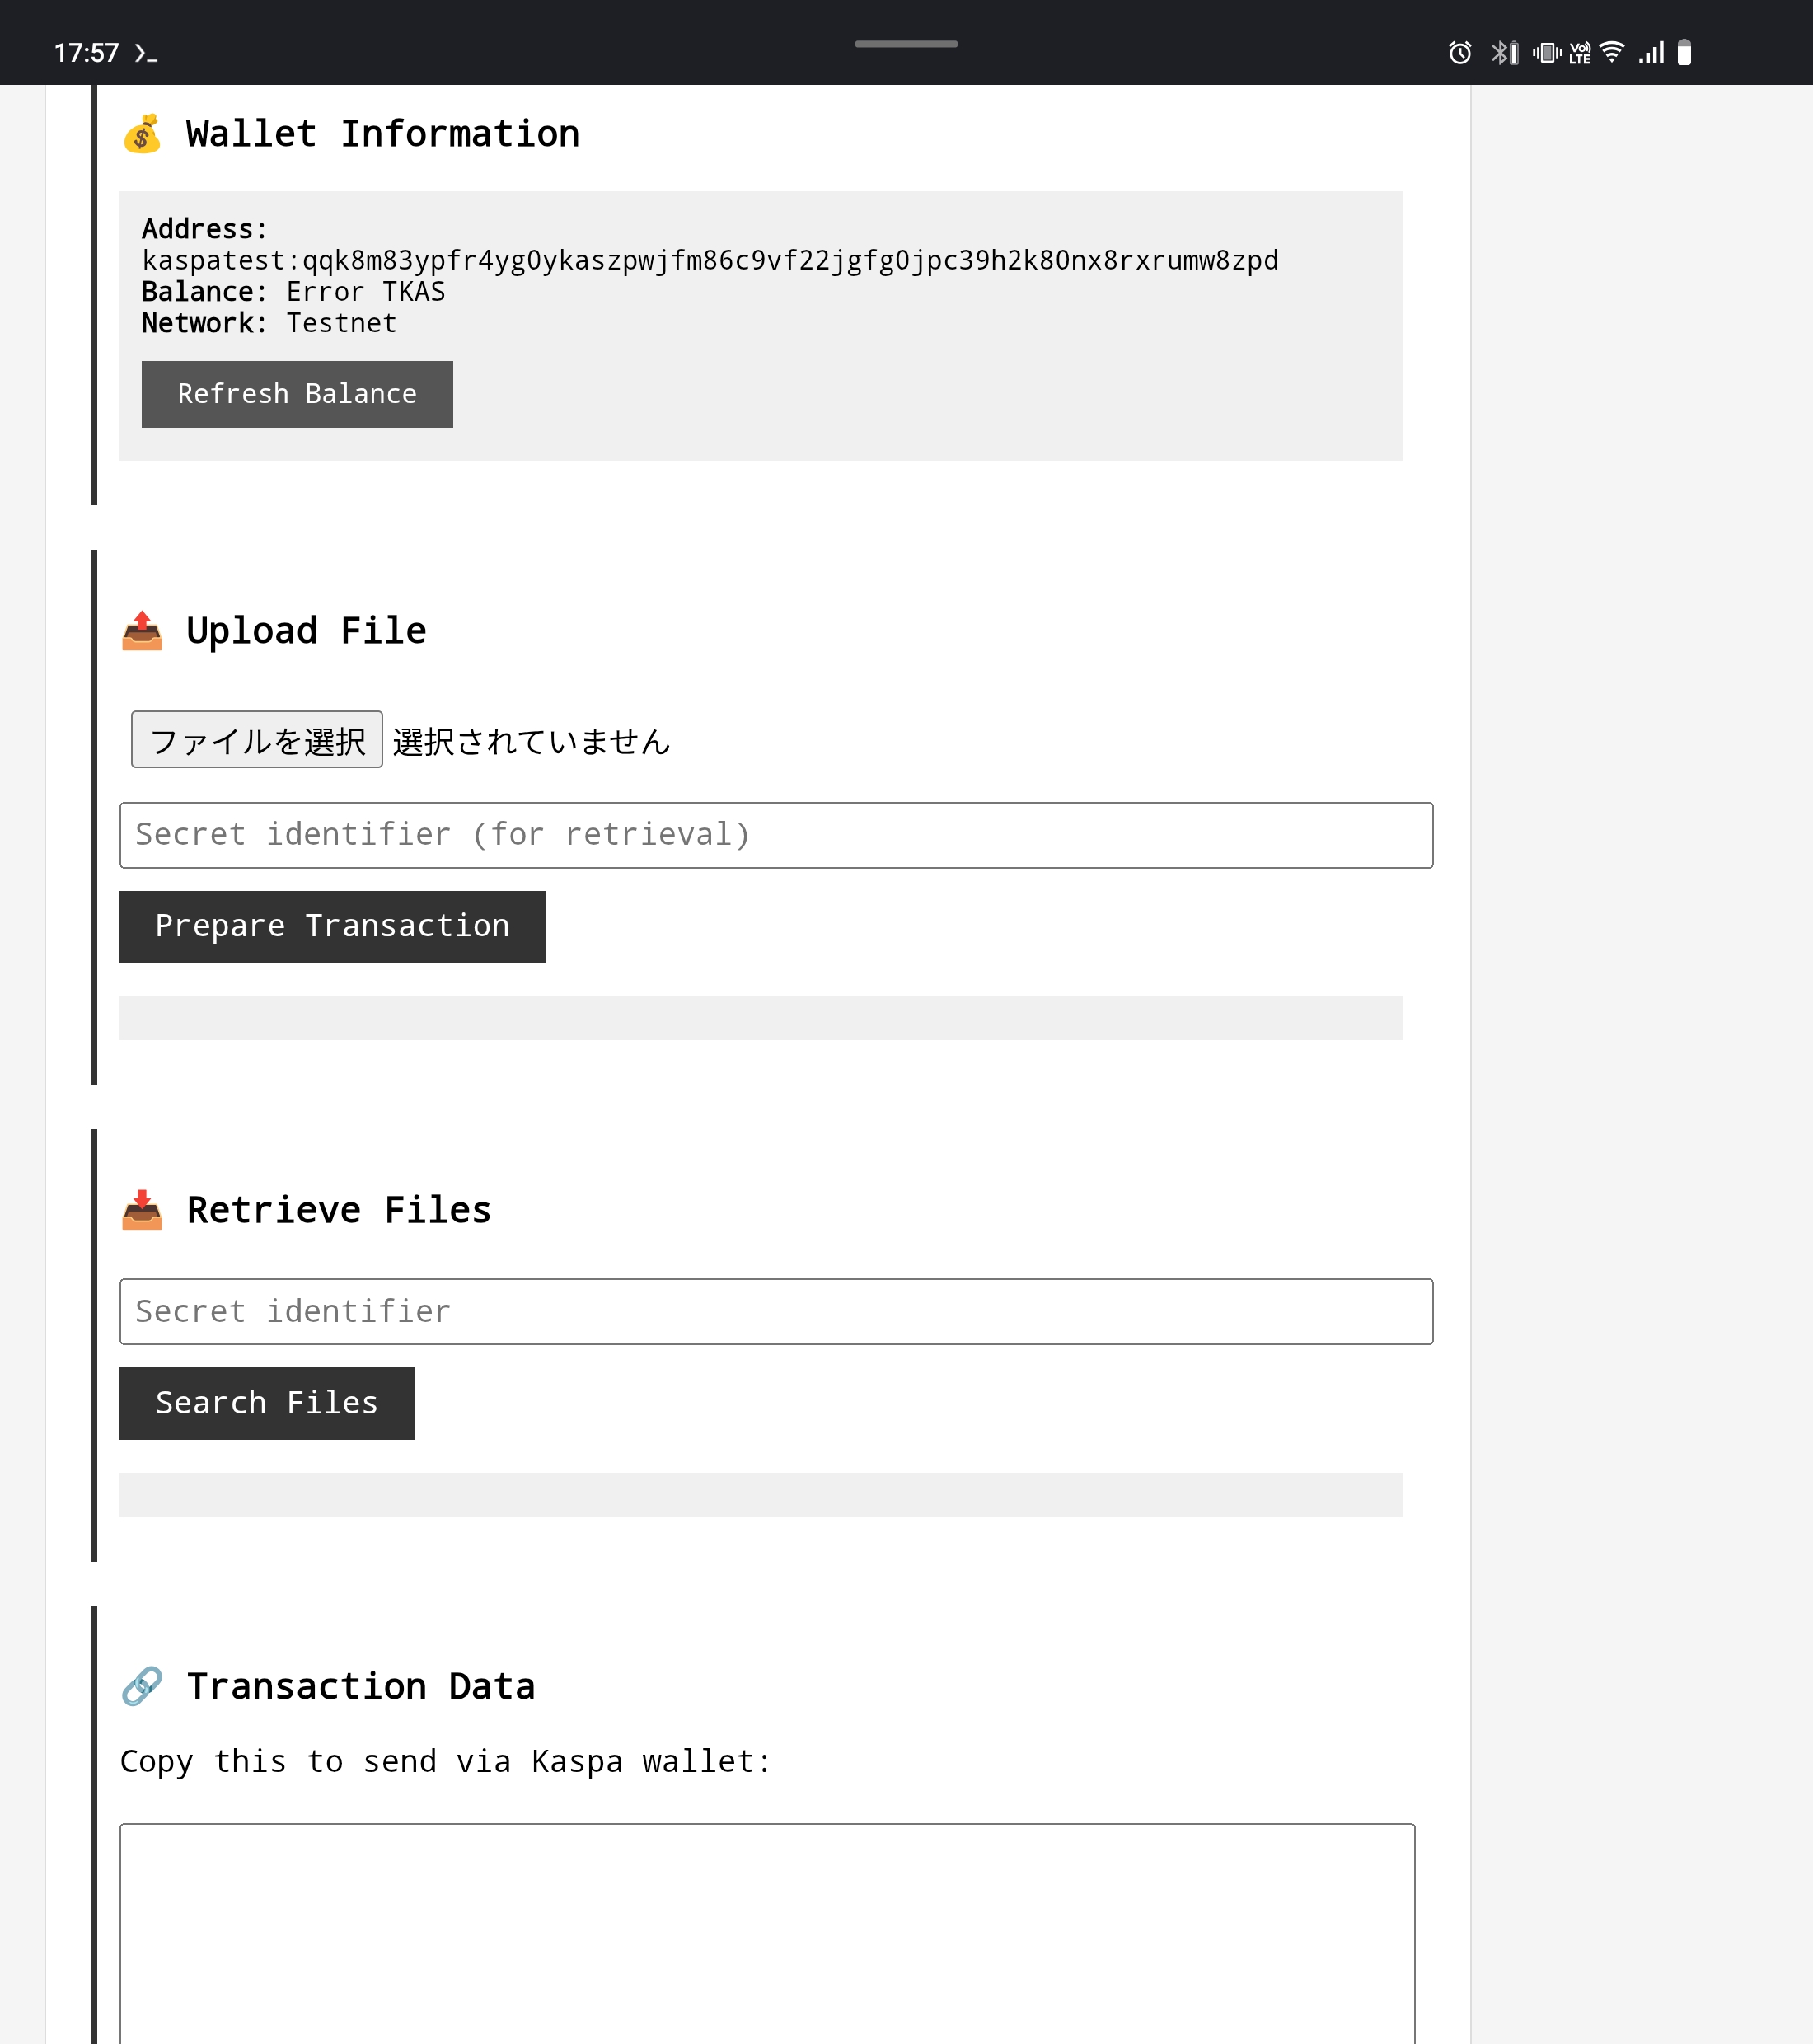 17:57
Vo) LTE
💰 Wallet Information
Address:
kaspatest:qqk8m83ypfr4yg0ykaszpwjfm86c9vf22jgfg0jpc39h2k80nx8rxrumw8zpd
Balance: Error TKAS
Network: Testnet
Refresh Balance
📤 Upload File
ファイルを選択 選択されていません
Secret identifier (for retrieval)
Prepare Transaction
📥 Retrieve Files
Secret identifier
Search Files
🔗 Transaction Data
Copy this to send via Kaspa wallet: